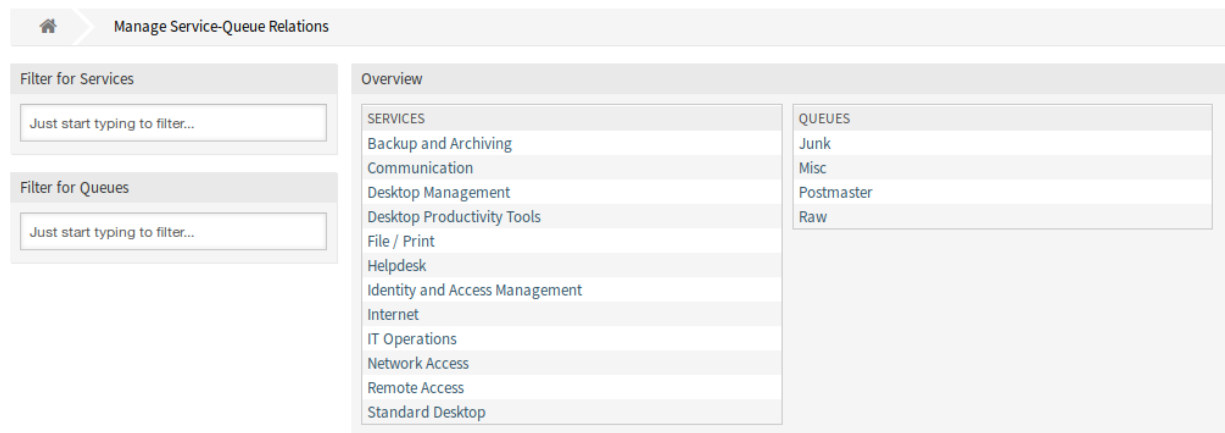 Manage Service-Queue Relations
Filter for Services
Just start typing to filter...
Filter for Queues
Just start typing to filter...
Overview
SERVICES
Backup and Archiving
Communication
Desktop Management
Desktop Productivity Tools
File / Print
Helpdesk
Identity and Access Management
Internet
IT Operations
Network Access
Remote Access
Standard Desktop
QUEUES
Junk
Misc
Postmaster
Raw